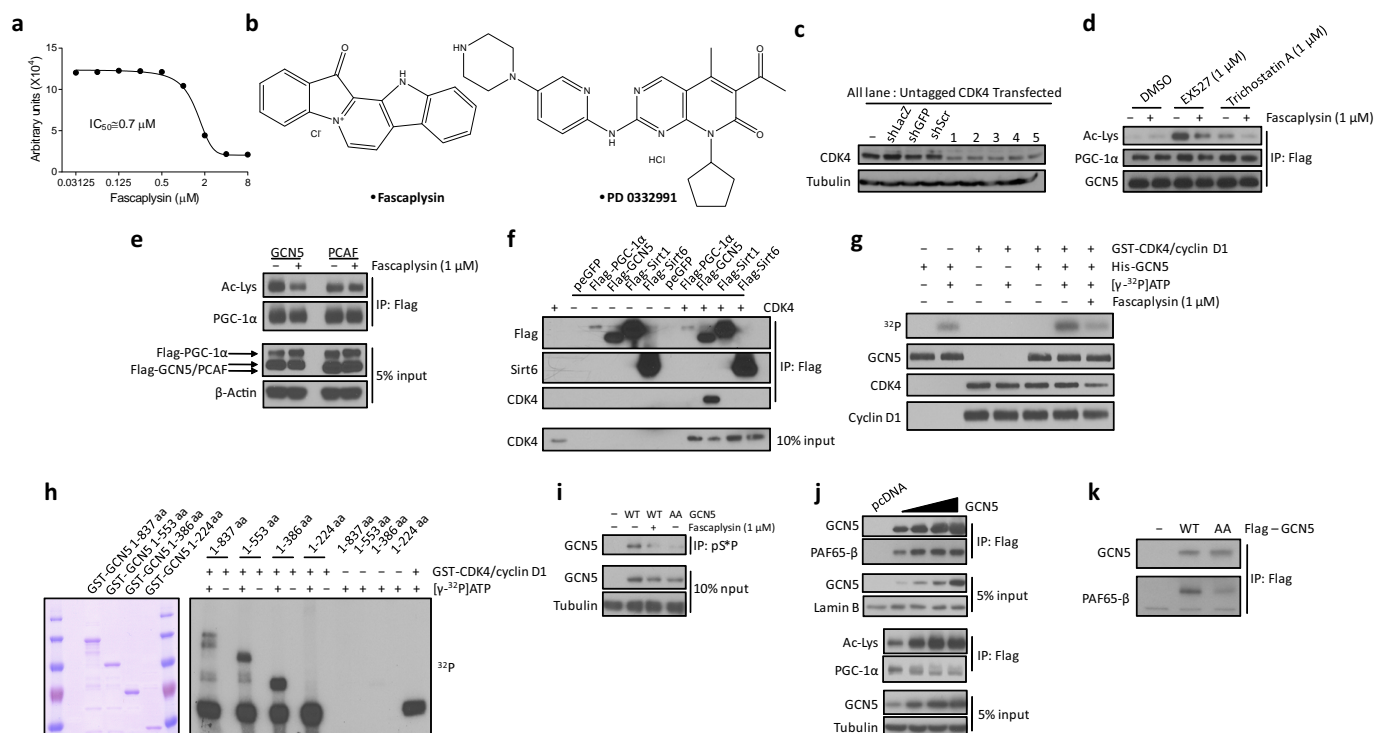 a
15
10
5
0
Arbitrary units (X10⁴)
IC₅₀≅0.7 μM
0.03125 0.125 0.5 2 8
Fascaplysin (μM)
b
O
H
N
N⁺
Cl⁻
•Fascaplysin
HN
N
N
N
H
N
N
N
O
O
HCl
•PD 0332991
c
All lane : Untagged CDK4 Transfected
– shLacZ shGFP shScr 1 2 3 4 5
CDK4
Tubulin
d
DMSO EX527 (1 μM) Trichostatin A (1 μM)
– + – + – + Fascaplysin (1 μM)
Ac-Lys
PGC-1α
GCN5
IP: Flag
e
GCN5 PCAF
– + – + Fascaplysin (1 μM)
Ac-Lys
PGC1α
IP: Flag
Flag-PGC-1α
Flag-GCN5/PCAF
β-Actin
5% input
f
peGFP Flag-PGC-1α Flag-GCN5 Flag-Sirt1 Flag-Sirt6 peGFP Flag-PGC-1α Flag-GCN5 Flag-Sirt1 Flag-Sirt6
+ – – – – – – + + + + CDK4
Flag
Sirt6
CDK4
IP: Flag
CDK4 10% input
g
– – + + + + + GST-CDK4/cyclin D1
+ + – – + + + His-GCN5
– + – + – + + [γ-³²P]ATP
+ Fascaplysin (1 μM)
³²P
GCN5
CDK4
Cyclin D1
h
GST-GCN5 1-837 aa
GST-GCN5 1-553 aa
GST-GCN5 1-386 aa
GST-GCN5 1-224 aa
1-837 aa 1-553 aa 1-386 aa 1-224 aa 1-837 aa 1-553 aa 1-386 aa 1-224 aa
+ + + + + + + + – – – – + GST-CDK4/cyclin D1
+ – + – + – + – + + + + + [γ-³²P]ATP
³²P
i
– WT WT AA GCN5
– – + – Fascaplysin (1 μM)
GCN5 IP: pS*P
GCN5
Tubulin
10% nput
j
pcDNA GCN5
GCN5
PAF65-β
IP: Flag
GCN5
Lamin B
5% input
Ac-Lys
PGC-1α
IP: Flag
GCN5
Tubulin
5% input
k
– WT AA Flag – GCN5
GCN5
PAF65-β
IP: Flag